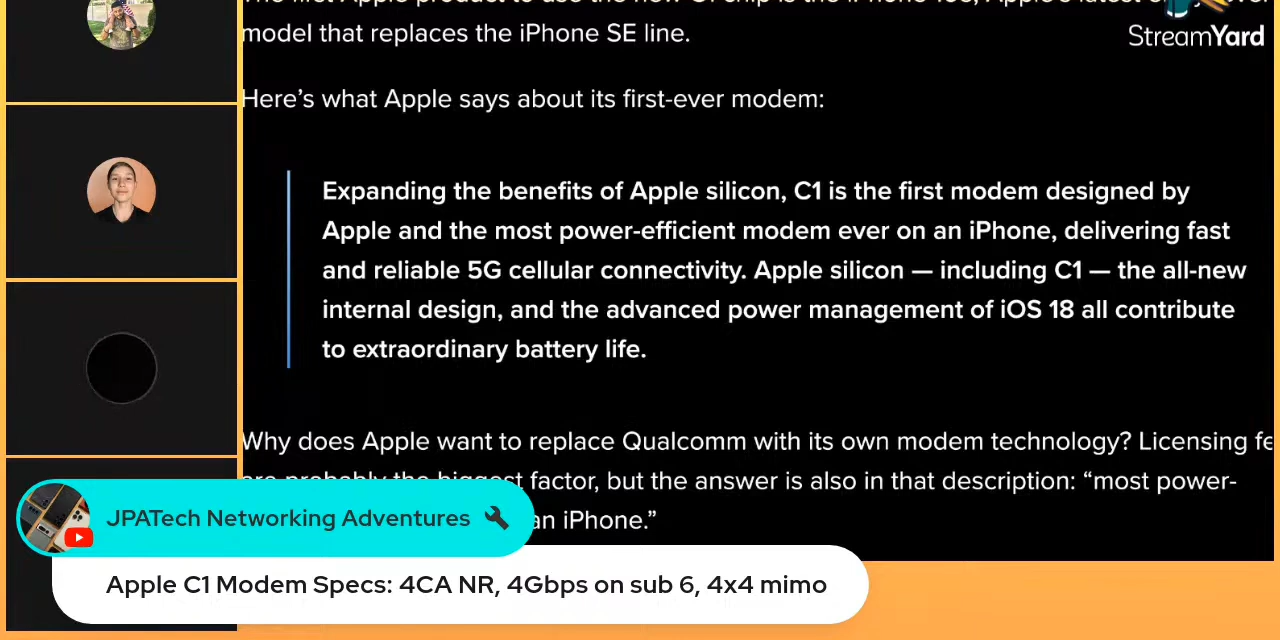 model that replaces the iPhone SE line.
StreamYard
Here’s what Apple says about its first-ever modem:
Expanding the benefits of Apple silicon, C1 is the first modem designed by
Apple and the most power-efficient modem ever on an iPhone, delivering fast
and reliable 5G cellular connectivity. Apple silicon — including C1 — the all-new
internal design, and the advanced power management of iOS 18 all contribute
to extraordinary battery life.
Why does Apple want to replace Qualcomm with its own modem technology? Licensing
are probably the biggest factor, but the answer is also in that description: “most power-
an iPhone.”
JPATech Networking Adventures
Apple C1 Modem Specs: 4CA NR, 4Gbps on sub 6, 4x4 mimo